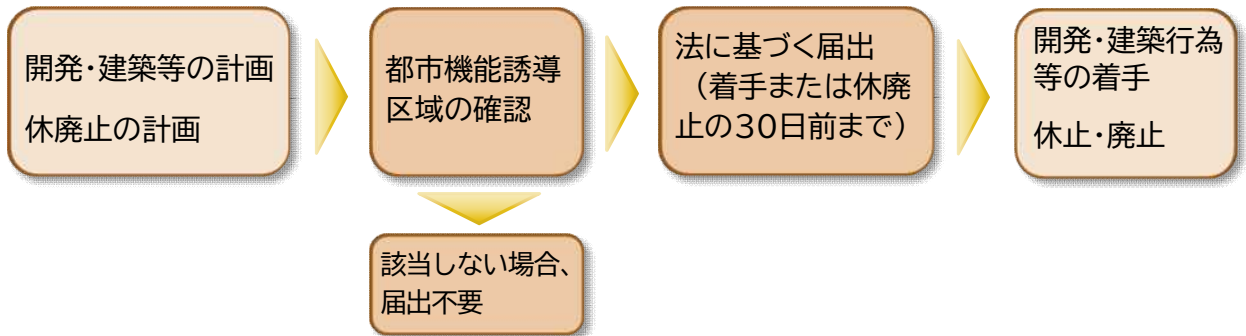 開発・建築等の計画
休廃止の計画
都市機能誘導
区域の確認
法に基づく届出
（着手または休廃
止の30日前まで）
開発・建築行為
等の着手
休止・廃止
該当しない場合、
届出不要